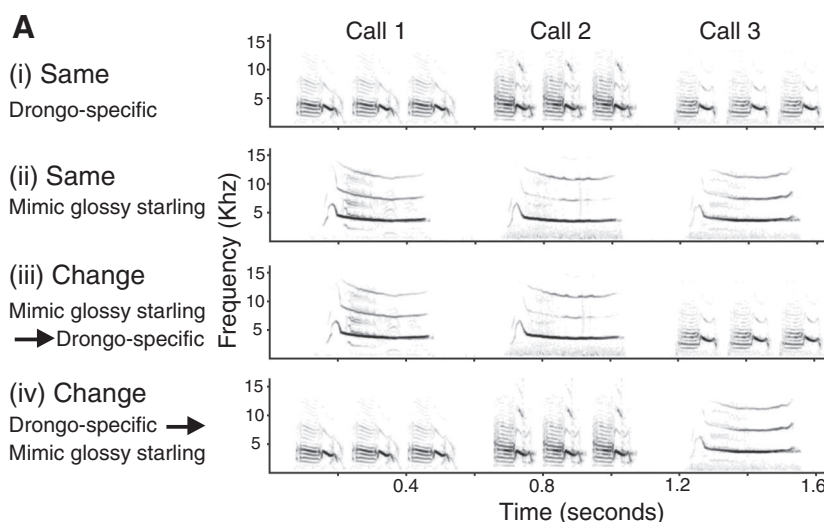 A
Call 1 Call 2 Call 3
(i) Same
Drongo-specific
15
10
5
(ii) Same
Mimic glossy starling
15
10
5
(iii) Change
Mimic glossy starling
→Drongo-specific
15
10
5
(iv) Change
Drongo-specific →
Mimic glossy starling
15
10
5
Frequency (Khz)
0.4 0.8 1.2 1.6
Time (seconds)